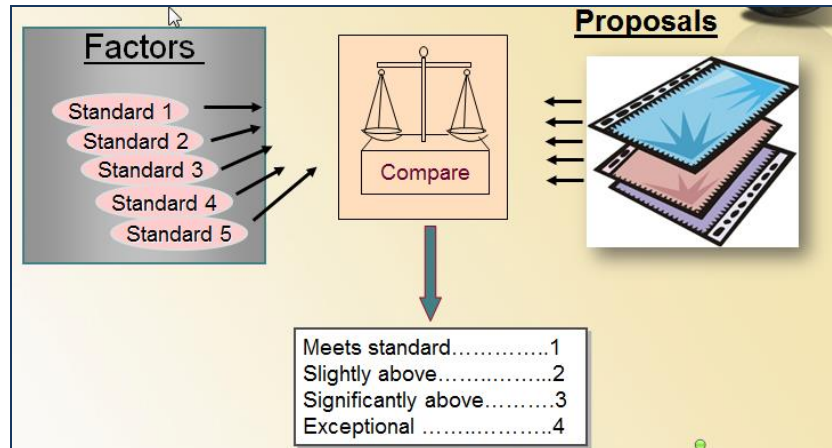 Factors
Proposals
Standard 1
Standard 2
Standard 3
Standard 4
Standard 5
Compare
Meets standard…………..1
Slightly above……..……...2
Significantly above……….3
Exceptional ……..………..4